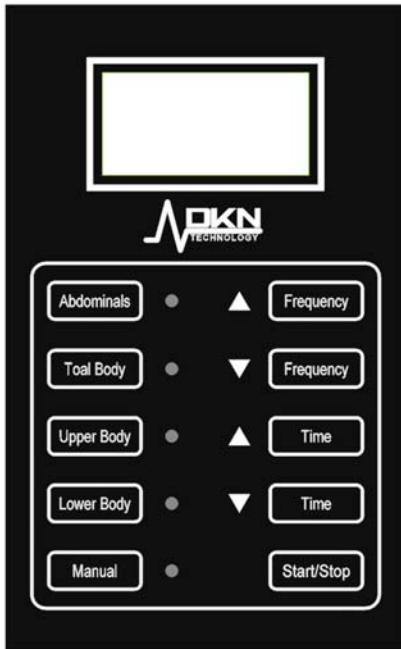 DKN
TECHNOLOGY
Abdominals ▲ Frequency
Toal Body ▼ Frequency
Upper Body ▲ Time
Lower Body ▼ Time
Manual Start/Stop